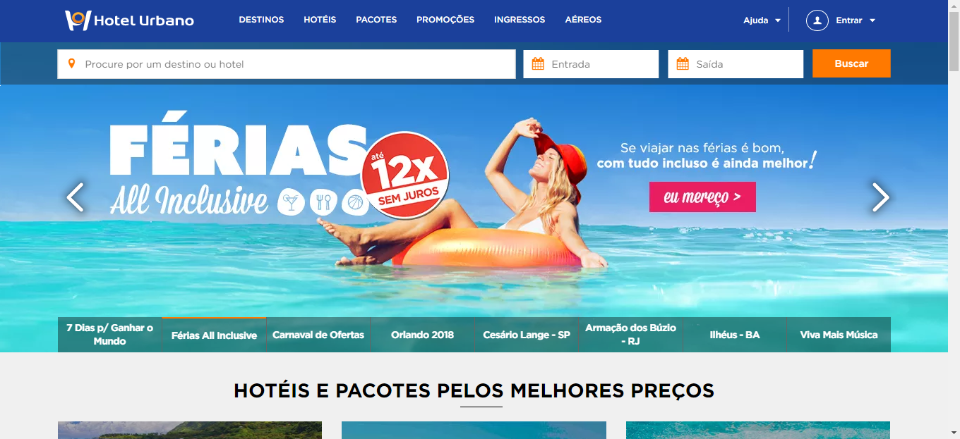 Hotel Urbano
DESTINOS
HOTÉIS
PACOTES
PROMOÇÕES
INGRESSOS
AÉREOS
Ajuda
Entrar
Procure por um destino ou hotel
Entrada
Saída
Buscar
FÉRIAS
All Inclusive
até
12X
SEM JUROS
Se viajar nas férias é bom,
com tudo incluso é ainda melhor!
eu mereço >
7 Dias p/ Ganhar o
Mundo
Férias All Inclusive
Carnaval de Ofertas
Orlando 2018
Cesário Lange - SP
Armação dos Búzio
- RJ
Ilhéus - BA
Viva Mais Música
HOTÉIS E PACOTES PELOS MELHORES PREÇOS